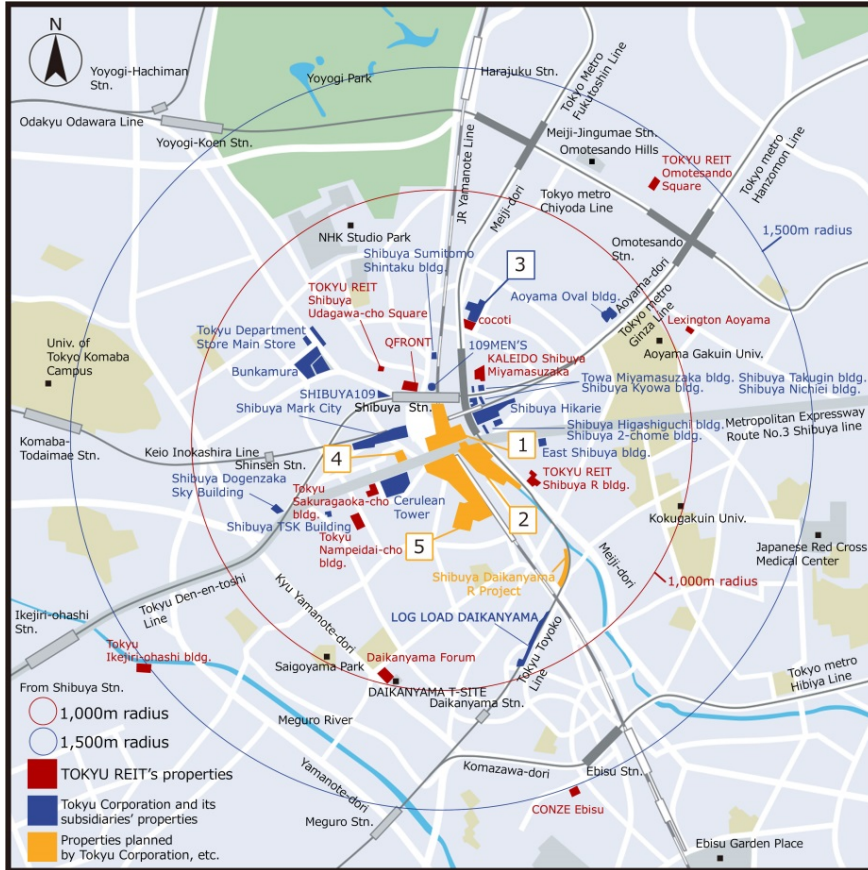 N
Yoyogi-Hachiman
Stn.
Yoyogi Park
Harajuku Stn.
Tokyo Metro
Fukutoshin Line
Odakyu Odawara Line
Yoyogi-Koen Stn.
JR Yamanote Line
Meiji-dori
Meiji-Jingumae Stn.
Omotesando Hills
TOKYU REIT
Omotesando
Square
Tokyo metro
Hanzomon Line
Tokyo metro
Chiyoda Line
NHK Studio Park
Omotesando
Stn.
1,500m radius
Shibuya Sumitomo
Shintaku bldg.
3
TOKYU REIT
Shibuya
Udagawa-cho Square
Aoyama Oval bldg.
Aoyama-dori
Tokyo metro
Ginza Line
cocoti
Lexington Aoyama
Tokyu Department
Store Main Store
109MEN'S
QFRONT
KALEIDO Shibuya
Miyamasuzaka
Aoyama Gakuin Univ.
Univ. of
Tokyo Komaba
Campus
Bunkamura
SHIBUYA109
Shibuya Stn.
Towa Miyamasuzaka bldg.
Shibuya Takugin bldg.
Shibuya Kyowa bldg.
Shibuya Nichiei bldg.
Shibuya Mark City
Shibuya Hikarie
Metropolitan Expressway
Route No.3 Shibuya line
Shibuya Higashiguchi bldg.
Shibuya 2-chome bldg.
Komaba-
Todaimae Stn.
Keio Inokashira Line
Shinsen Stn.
4
1
East Shibuya bldg.
Shibuya Dogenzaka
Sky Building
TOKYU REIT
Shibuya R bldg.
Tokyu
Sakuragaoka-cho
bldg.
Cerulean
Tower
2
Shibuya TSK Building
Tokyu
Nampeidai-cho
bldg.
5
Kokugakuin Univ.
Meiji-dori
Japanese Red Cross
Medical Center
Shibuya Daikanyama
R Project
1,000m radius
Ikejiri-ohashi
Stn.
Tokyu Den-en-toshi
Line
Kyu Yamanote-dori
LOG LOAD DAIKANYAMA
Tokyu Toyoko
Line
Tokyu
Ikejiri-ohashi bldg.
Saigoyama Park
Daikanyama Forum
DAIKANYAMA T-SITE
Daikanyama Stn.
Tokyo metro
Hibiya Line
From Shibuya Stn.
1,000m radius
1,500m radius
Meguro River
TOKYU REIT's properties
Tokyu Corporation and its
subsidiaries' properties
Properties planned
by Tokyu Corporation, etc.
Yamanote-dori
Meguro Stn.
Komazawa-dori
Ebisu Stn.
CONZE Ebisu
Ebisu Garden Place